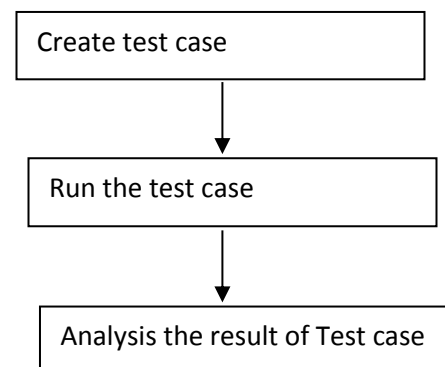 Create test case
Run the test case
Analysis the result of Test case